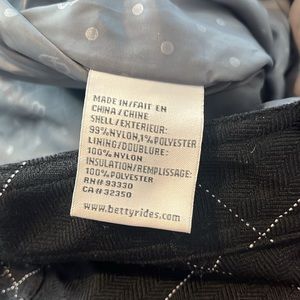 MADE IN/FAIT EN
CHINA/CHINE
SHELL/EXTERIEUR:
99%NYLON,1% POLYESTER
LINING/DOUBLURE:
100% NYLON
INSULATION/REMPLISSAGE:
100% POLYESTER
RN# 93330
CA# 32350
www.bettyrides.com